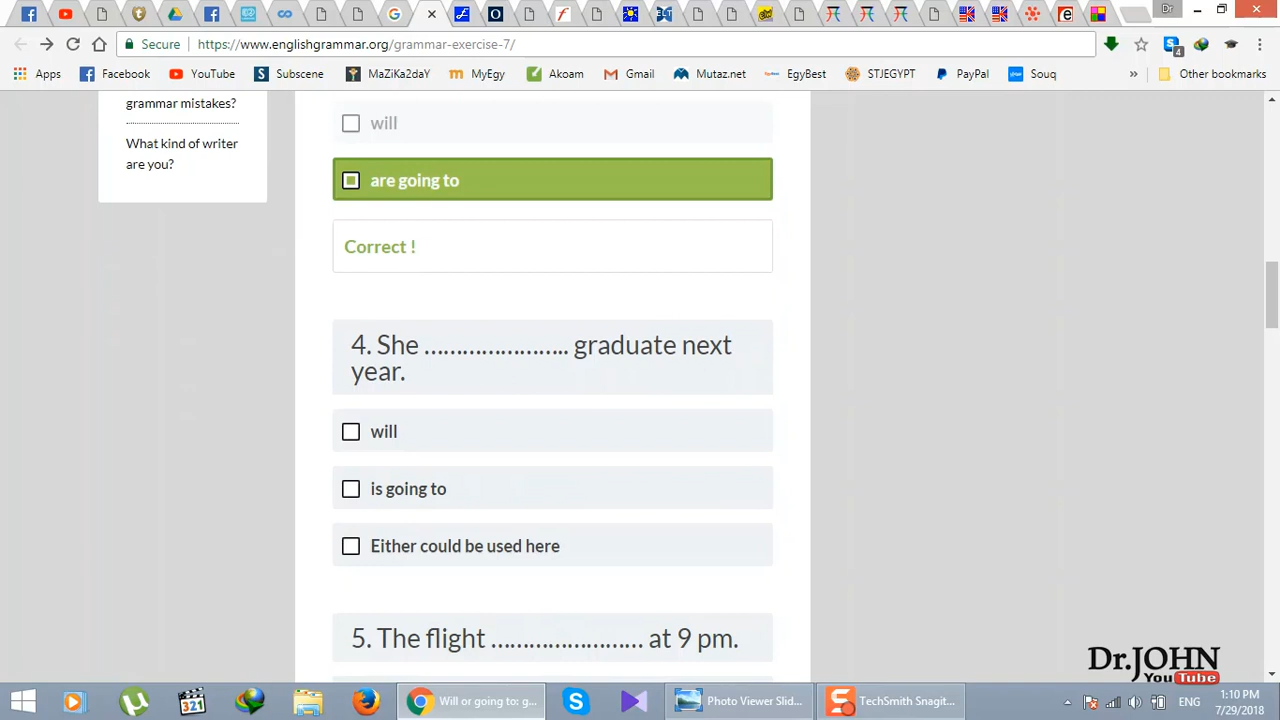 Dr
Secure
https://www.englishgrammar.org/grammar-exercise-7/
4
Apps
Facebook
YouTube
Subscene
MaZiKa2daY
MyEgy
Akoam
Gmail
Mutaz.net
EgyBest
STJEGYPT
PayPal
Souq
»
Other bookmarks
grammar mistakes?
What kind of writer
are you?
will
are going to
Correct !
4. She ………………….. graduate next
year.
will
is going to
Either could be used here
5. The flight …………………… at 9 pm.
Dr.JOHN
YouTube
321
Will or going to: g...
Photo Viewer Slid...
TechSmith Snagit...
ENG
1:10 PM
7/29/2018